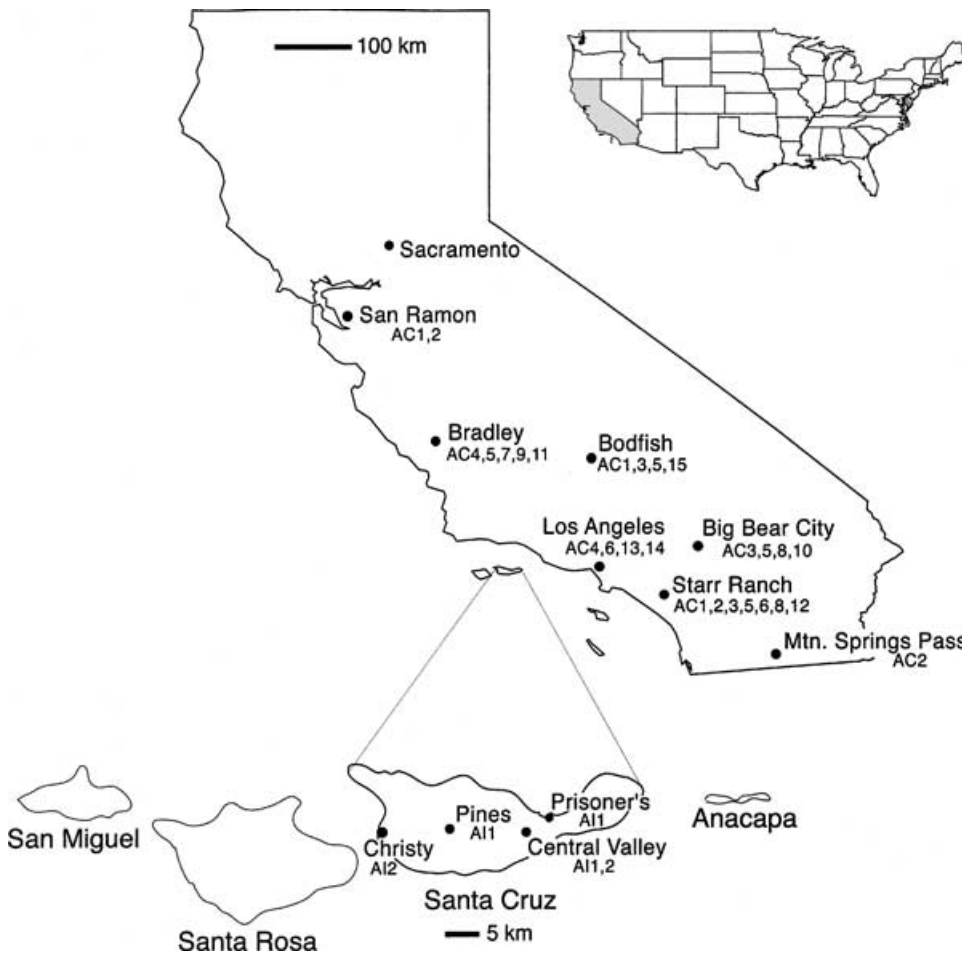 100 km
Sacramento
San Ramon
AC1,2
Bradley
AC4,5,7,9,11
Bodfish
AC1,3,5,15
Los Angeles
AC4,6,13,14
Big Bear City
AC3,5,8,10
Starr Ranch
AC1,2,3,5,6,8,12
Mtn. Springs Pass
AC2
San Miguel
Santa Rosa
Christy
AI2
Pines
AI1
Prisoner's
AI1
Central Valley
AI1,2
Anacapa
Santa Cruz
5 km